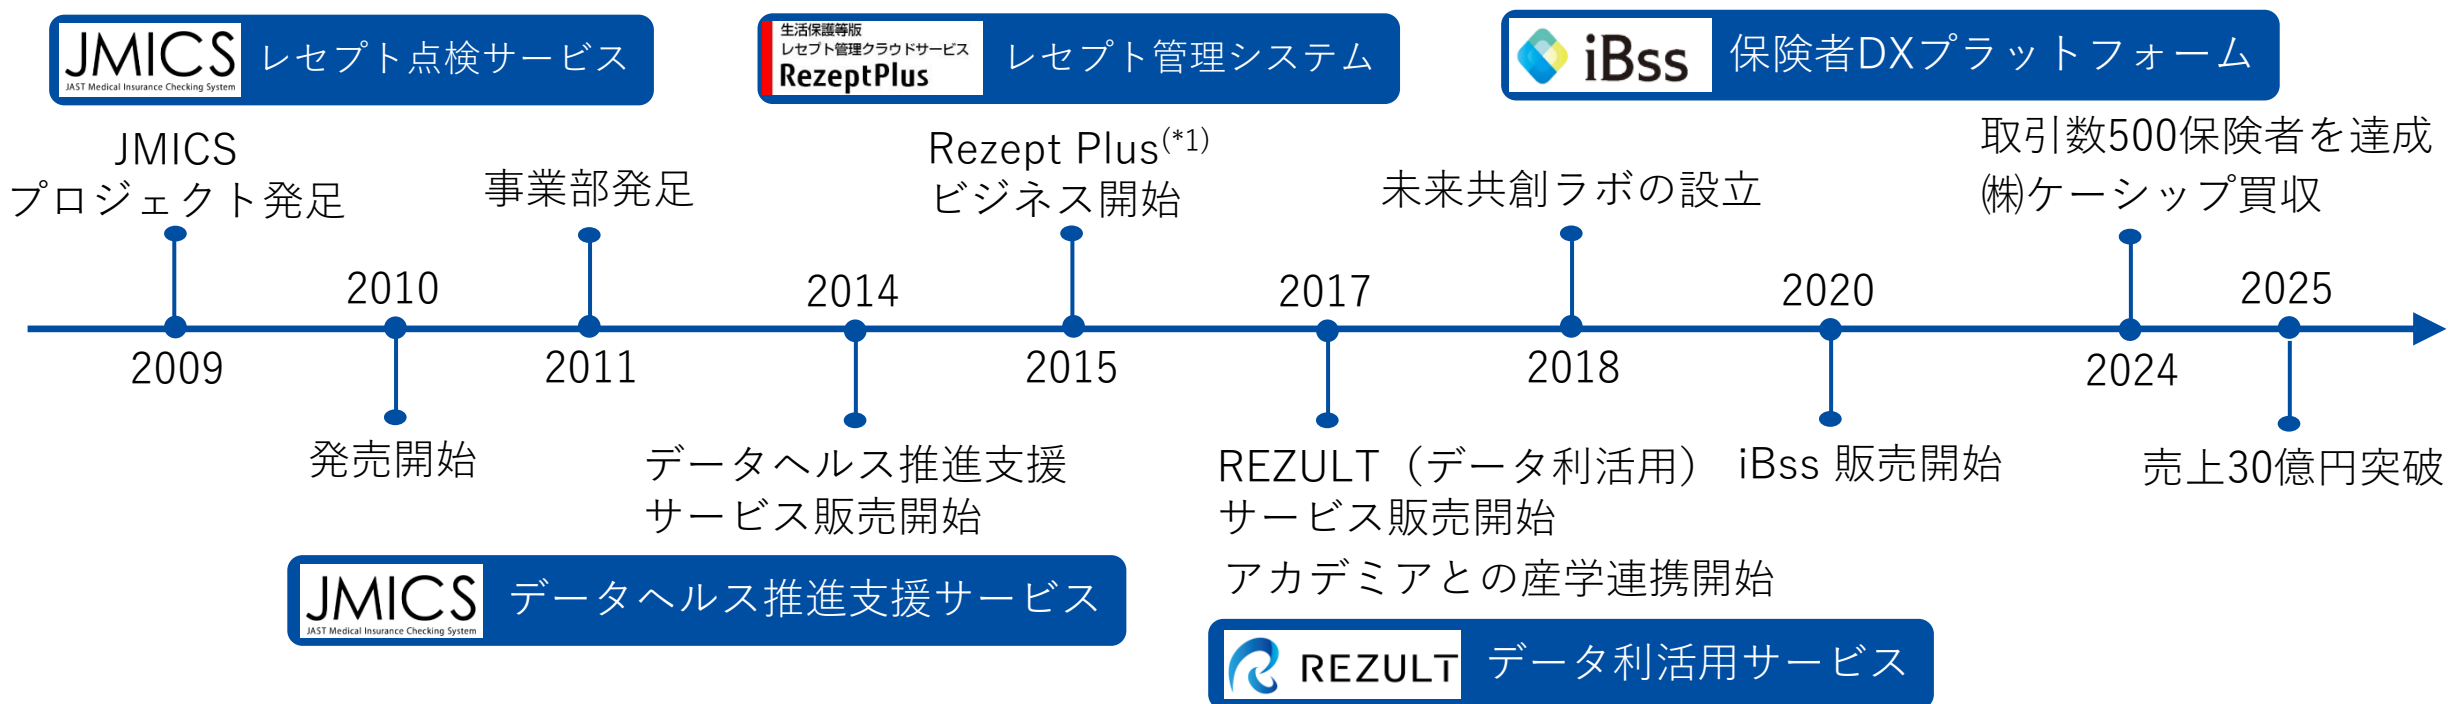 JMICS
JAST Medical Insurance Checking System
レセプト点検サービス
生活保護等版
レセプト管理クラウドサービス
RezeptPlus
レセプト管理システム
iBss
保険者DXプラットフォーム
JMICS
プロジェクト発足
事業部発足
Rezept Plus(*1)
ビジネス開始
未来共創ラボの設立
取引数500保険者を達成
㈱ケーシップ買収
2009
2010
2011
2014
2015
2017
2018
2020
2024
2025
発売開始
データヘルス推進支援
サービス販売開始
REZULT（データ利活用）
サービス販売開始
アカデミアとの産学連携開始
iBss 販売開始
売上30億円突破
JMICS
JAST Medical Insurance Checking System
データヘルス推進支援サービス
REZULT
データ利活用サービス